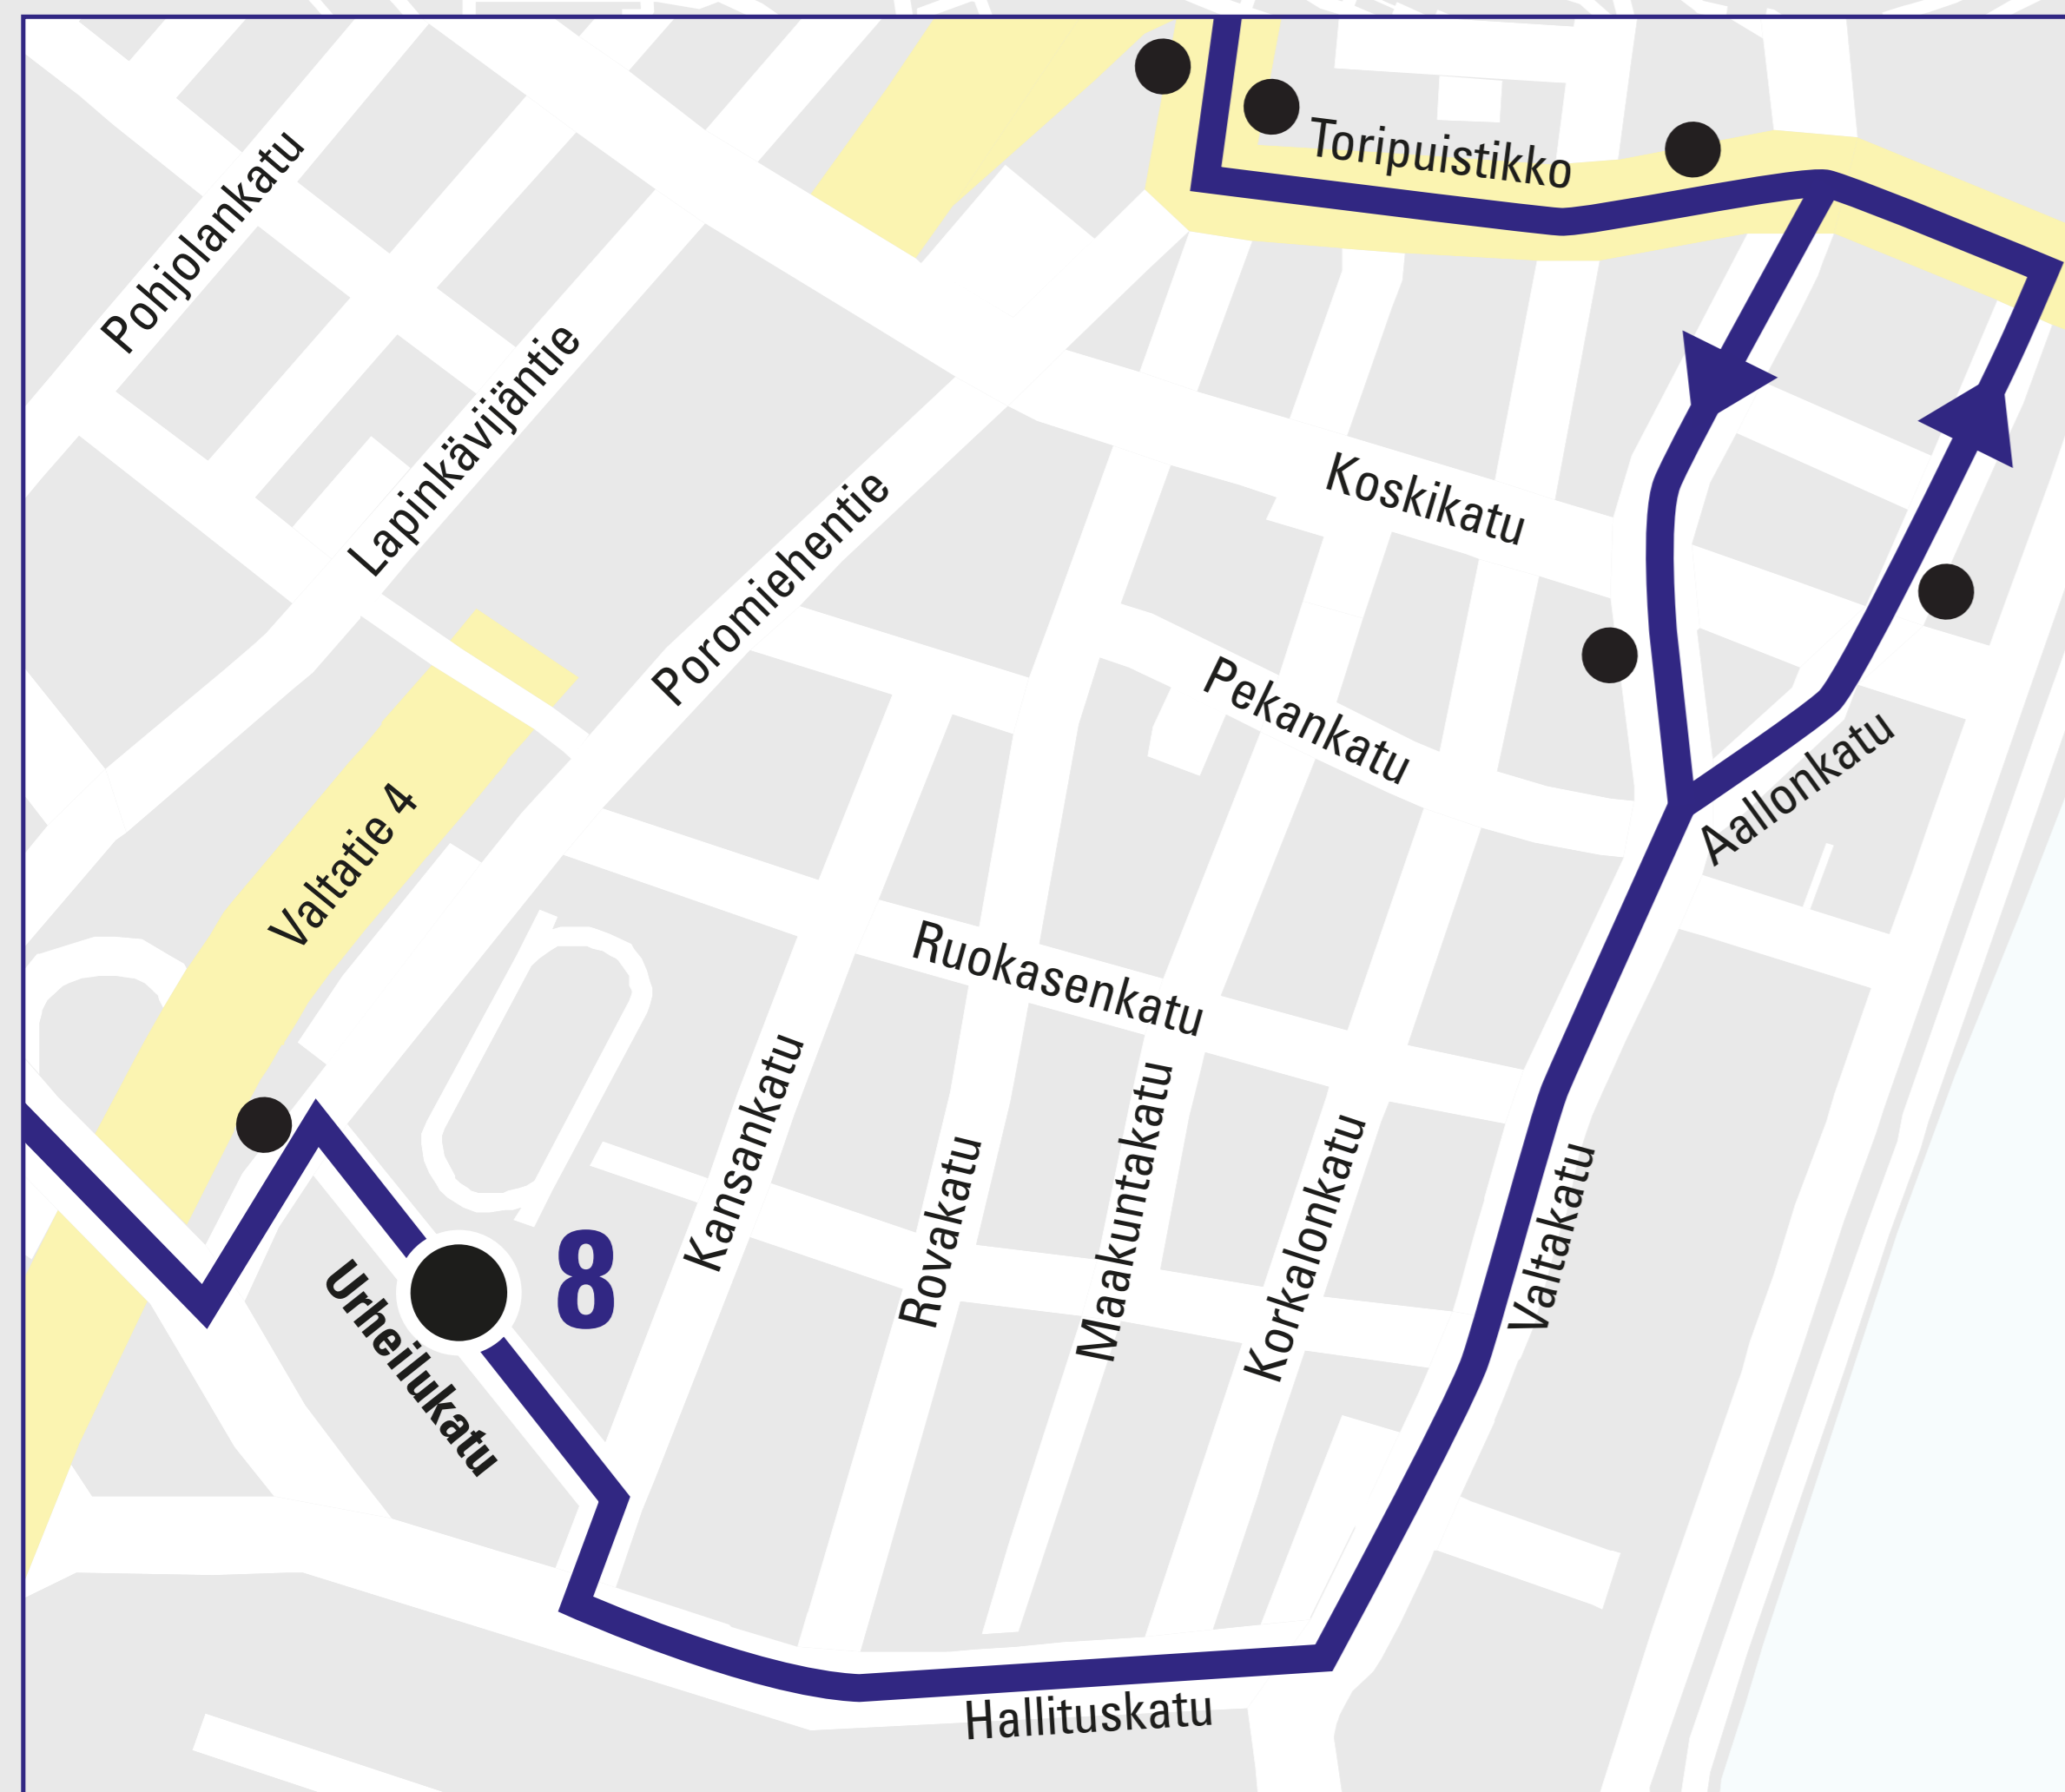 Toripuistikko
Pohjolankatu
Lapinkävijäntie
Koskikatu
Poromiehentie
Pekankatu
Aallonkatu
Valtatie 4
Ruokasenkatu
Kansankatu
Rovakatu
Maakuntakatu
Korkalonkatu
Valtakatu
8
Urheilukatu
Hallituskatu